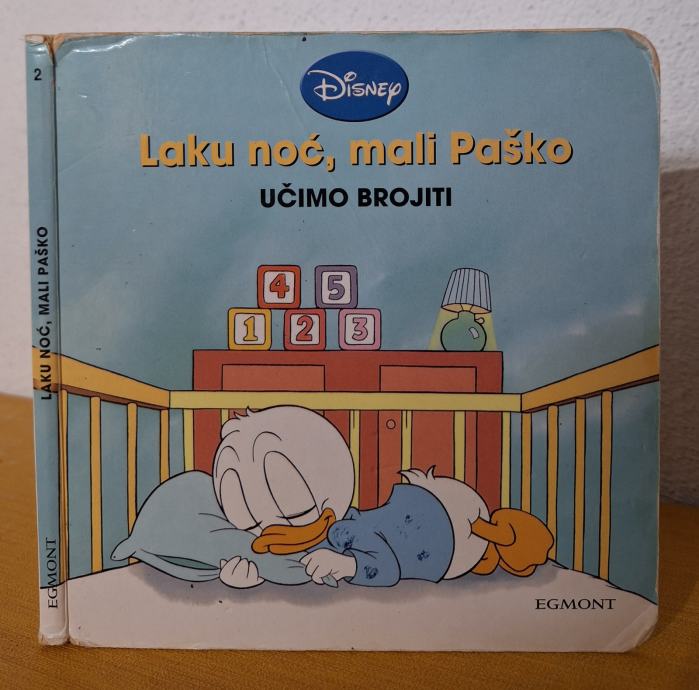 2
LAKU NOĆ, MALI PAŠKO
EGMONT
Disney
Laku noć, mali Paško
UČIMO BROJITI
4 5
1 2 3
EGMONT